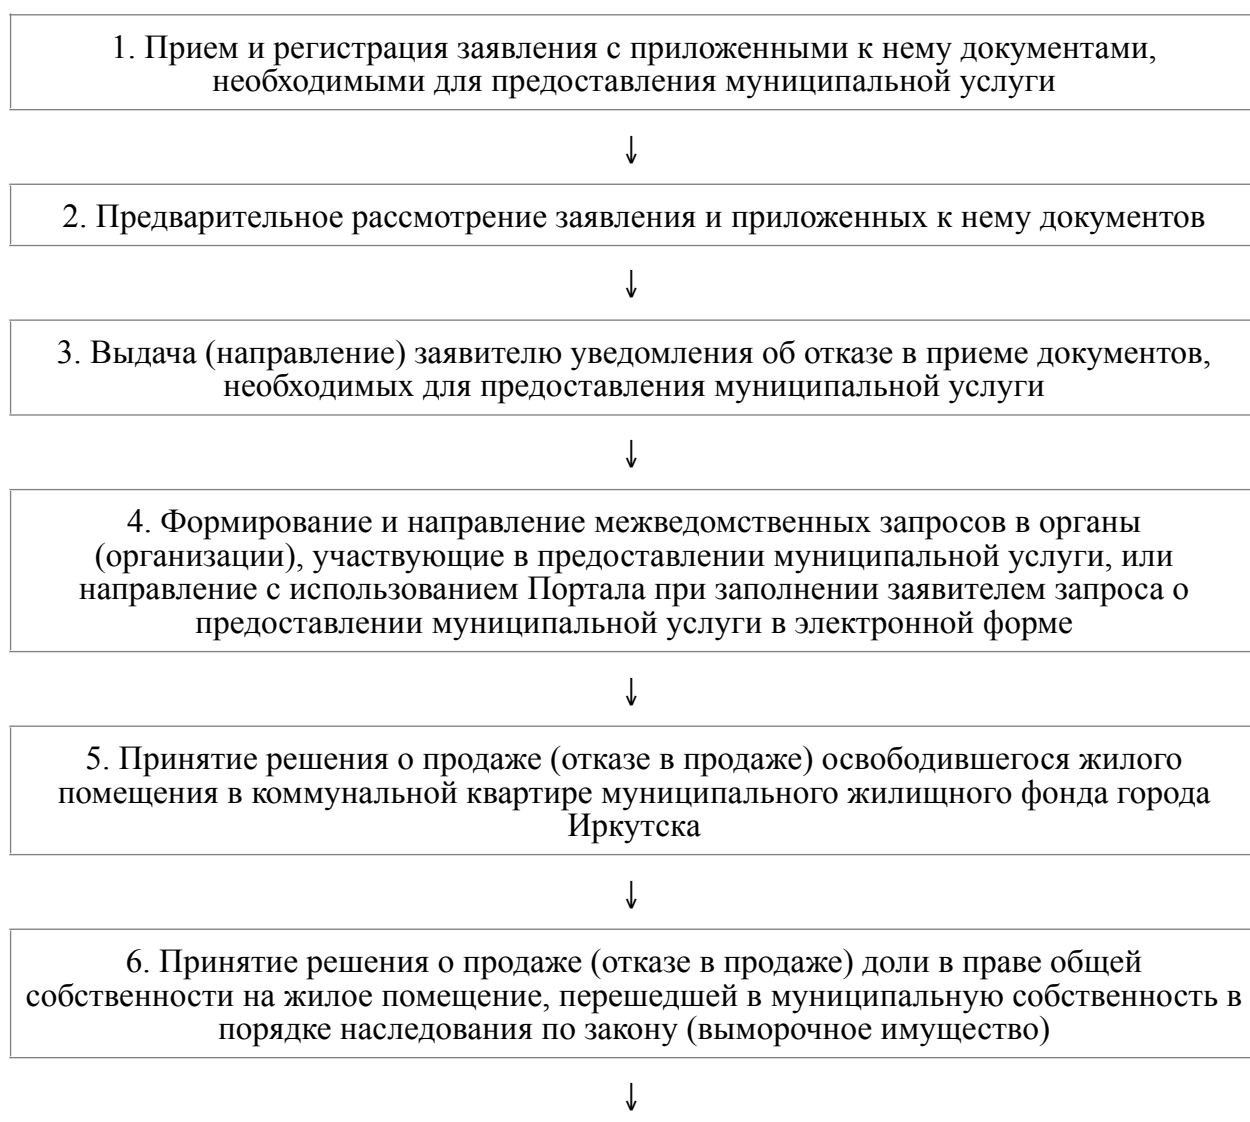 1. Прием и регистрация заявления с приложенными к нему документами,
необходимыми для предоставления муниципальной услуги
↓
2. Предварительное рассмотрение заявления и приложенных к нему документов
↓
3. Выдача (направление) заявителю уведомления об отказе в приеме документов,
необходимых для предоставления муниципальной услуги
↓
4. Формирование и направление межведомственных запросов в органы
(организации), участвующие в предоставлении муниципальной услуги, или
направление с использованием Портала при заполнении заявителем запроса о
предоставлении муниципальной услуги в электронной форме
↓
5. Принятие решения о продаже (отказе в продаже) освободившегося жилого
помещения в коммунальной квартире муниципального жилищного фонда города
Иркутска
↓
6. Принятие решения о продаже (отказе в продаже) доли в праве общей
собственности на жилое помещение, перешедшей в муниципальную собственность в
порядке наследования по закону (выморочное имущество)
↓